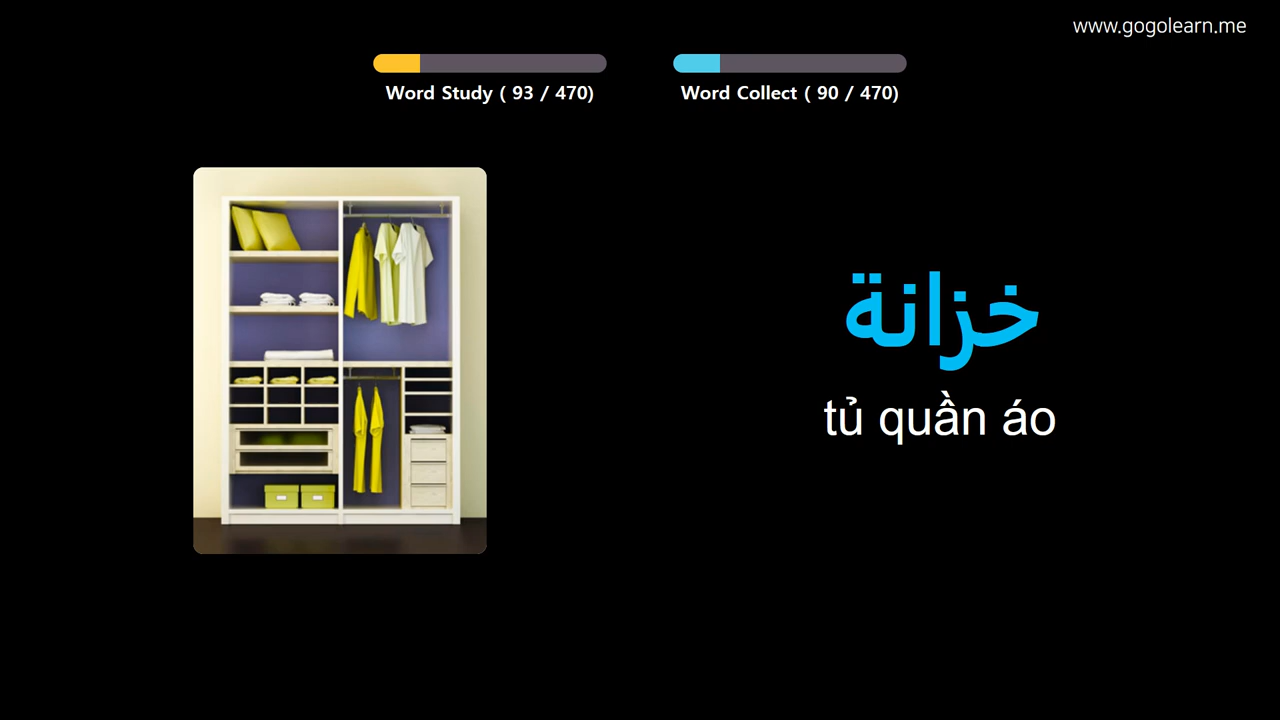 www.gogolearn.me
Word Study ( 93 / 470)
Word Collect ( 90 / 470)
خزانة
tủ quần áo